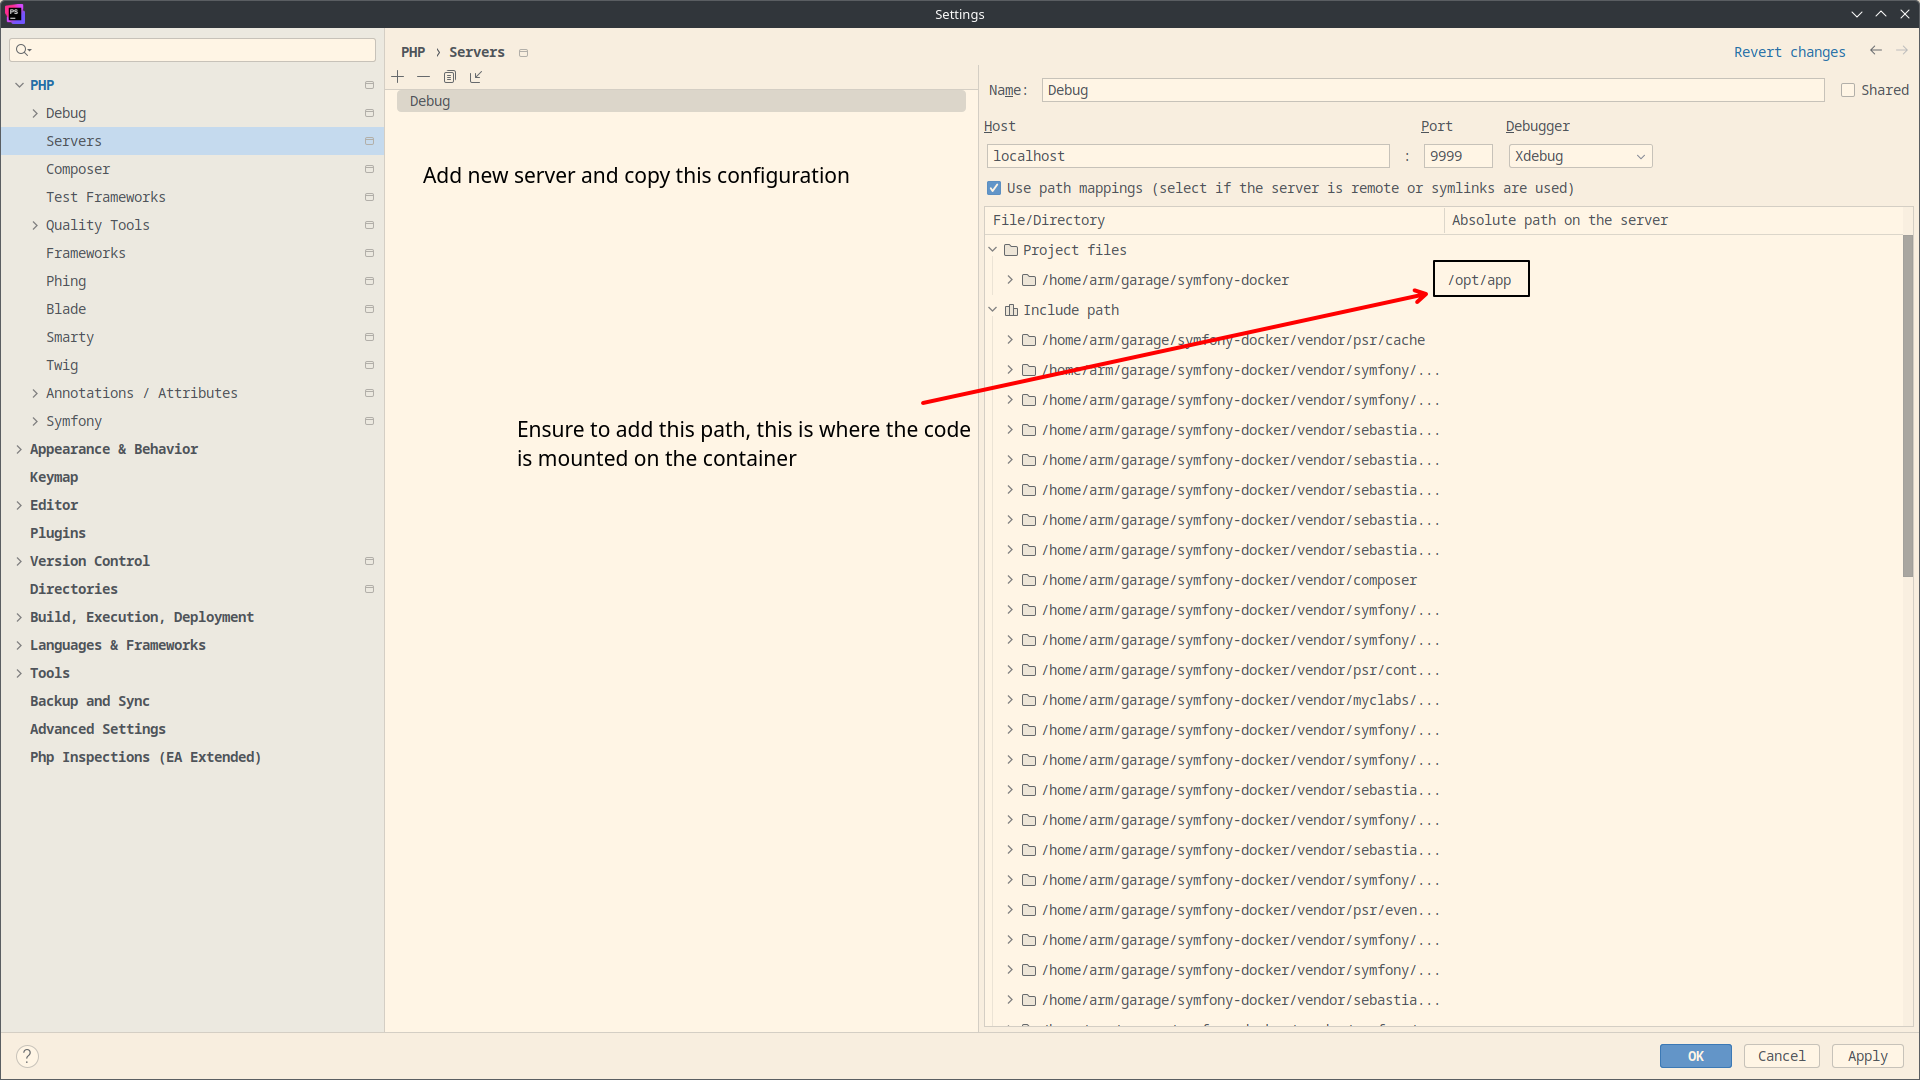 Settings
PHP › Servers
Revert changes
PHP
Debug
Servers
Composer
Test Frameworks
Quality Tools
Frameworks
Phing
Blade
Smarty
Twig
Annotations / Attributes
Symfony
Appearance & Behavior
Keymap
Editor
Plugins
Version Control
Directories
Build, Execution, Deployment
Languages & Frameworks
Tools
Backup and Sync
Advanced Settings
Php Inspections (EA Extended)
Debug
Add new server and copy this configuration
Ensure to add this path, this is where the code
is mounted on the container
Name: Debug Shared
Host Port Debugger
localhost : 9999 Xdebug
Use path mappings (select if the server is remote or symlinks are used)
File/Directory Absolute path on the server
Project files
/home/arm/garage/symfony-docker /opt/app
Include path
/home/arm/garage/symfony-docker/vendor/psr/cache
/home/arm/garage/symfony-docker/vendor/symfony/...
/home/arm/garage/symfony-docker/vendor/symfony/...
/home/arm/garage/symfony-docker/vendor/sebastia...
/home/arm/garage/symfony-docker/vendor/sebastia...
/home/arm/garage/symfony-docker/vendor/sebastia...
/home/arm/garage/symfony-docker/vendor/sebastia...
/home/arm/garage/symfony-docker/vendor/sebastia...
/home/arm/garage/symfony-docker/vendor/composer
/home/arm/garage/symfony-docker/vendor/symfony/...
/home/arm/garage/symfony-docker/vendor/symfony/...
/home/arm/garage/symfony-docker/vendor/psr/cont...
/home/arm/garage/symfony-docker/vendor/myclabs/...
/home/arm/garage/symfony-docker/vendor/symfony/...
/home/arm/garage/symfony-docker/vendor/symfony/...
/home/arm/garage/symfony-docker/vendor/sebastia...
/home/arm/garage/symfony-docker/vendor/symfony/...
/home/arm/garage/symfony-docker/vendor/sebastia...
/home/arm/garage/symfony-docker/vendor/symfony/...
/home/arm/garage/symfony-docker/vendor/psr/even...
/home/arm/garage/symfony-docker/vendor/symfony/...
/home/arm/garage/symfony-docker/vendor/symfony/...
/home/arm/garage/symfony-docker/vendor/sebastia...
?
OK Cancel Apply